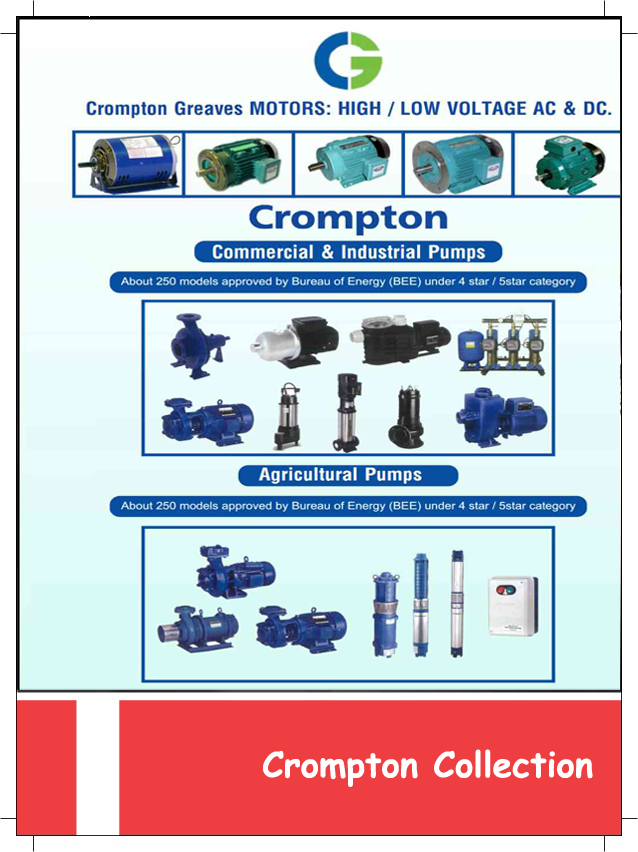 Crompton Greaves MOTORS: HIGH / LOW VOLTAGE AC & DC.
Crompton
Commercial & Industrial Pumps
About 250 models approved by Bureau of Energy (BEE) under 4 star / 5star category
Agricultural Pumps
About 250 models approved by Bureau of Energy (BEE) under 4 star / 5star category
Crompton Collection